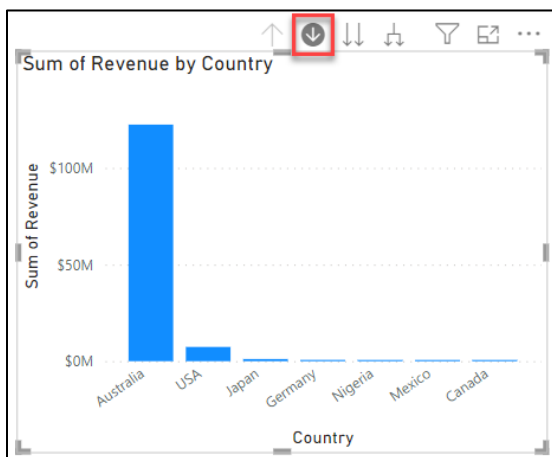 Sum of Revenue by Country
Sum of Revenue
$100M
$50M
$0M
Australia
USA
Japan
Germany
Nigeria
Mexico
Canada
Country